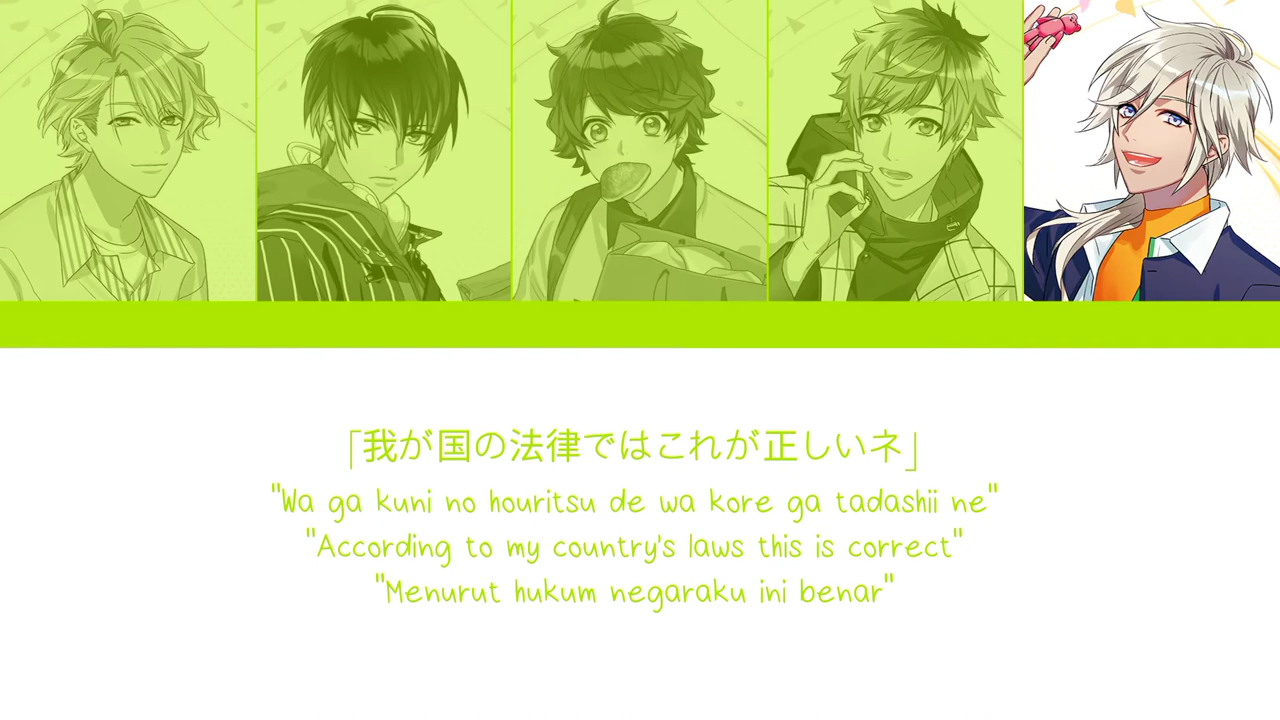 「我が国の法律ではこれが正しいネ」
"Wa ga kuni no houritsu de wa kore ga tadashii ne"
"According to my country's laws this is correct"
"Menurut hukum negaraku ini benar"